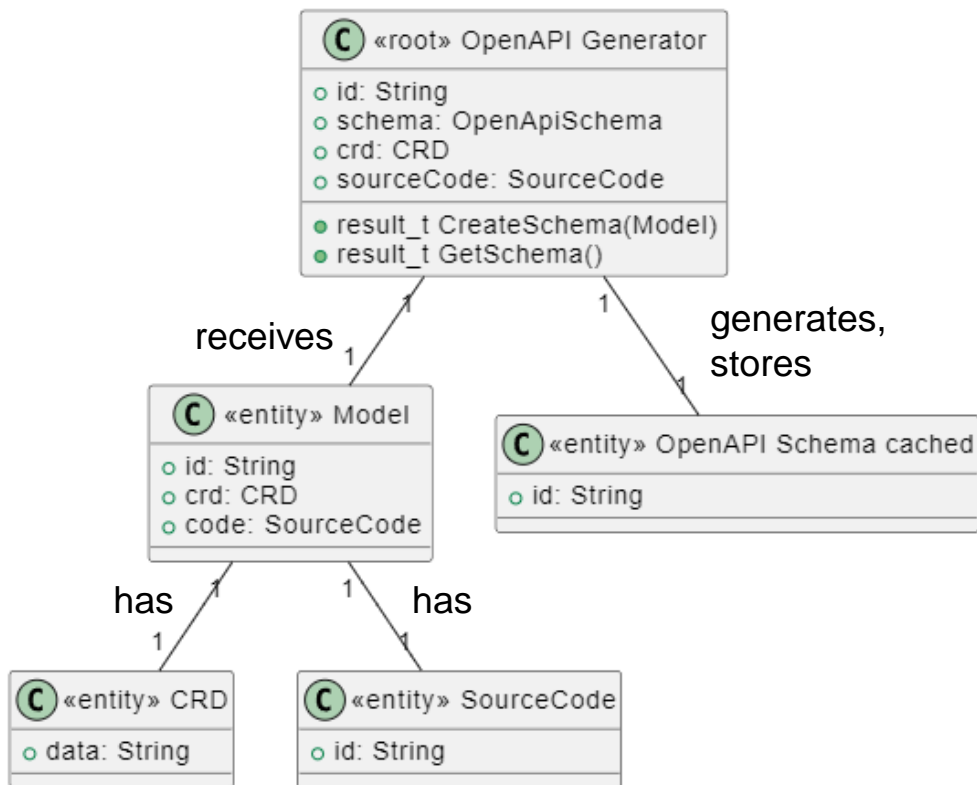 C «root» OpenAPI Generator
id: String
schema: OpenApiSchema
crd: CRD
sourceCode: SourceCode
result_t CreateSchema(Model)
result_t GetSchema()
1
1
receives
1
generates,
stores
1
C «entity» Model
id: String
crd: CRD
code: SourceCode
C «entity» OpenAPI Schema cached
id: String
1
1
has
has
1
1
C «entity» CRD
data: String
C «entity» SourceCode
id: String